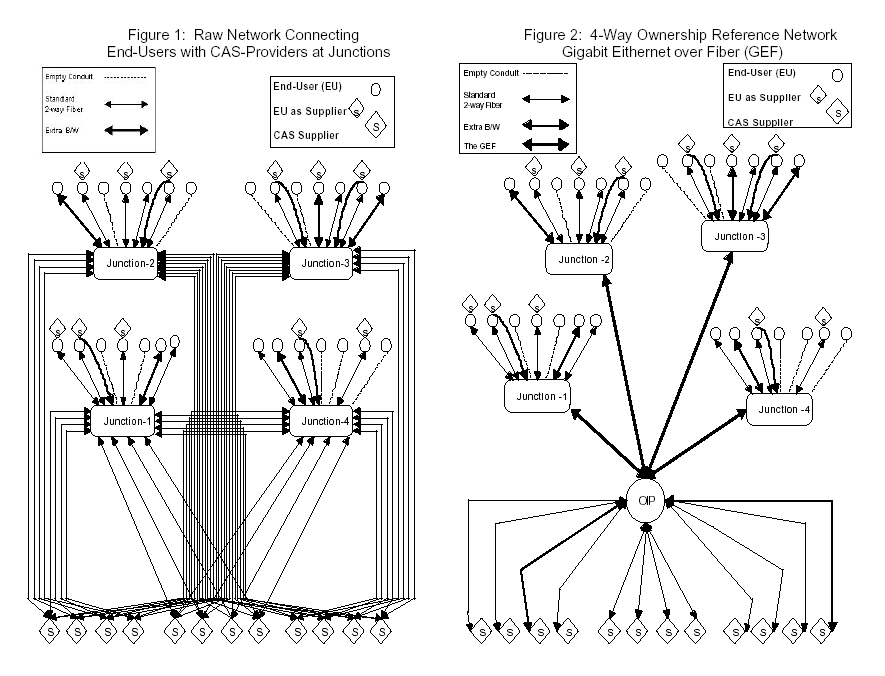 Figure 1: Raw Network Connecting
End-Users with CAS-Providers at Junctions
Empty Conduit
Standard
2-way Fiber
Extra B/W
End-User (EU)
EU as Supplier
S
CAS Supplier
S
S
S
S
S
S
S
Junction-2
Junction-3
S
S
S
S
S
Junction-1
Junction-4
S
S
S
S
S
S
S
S
S
S
S
S
Figure 2: 4-Way Ownership Reference Network
Gigabit Eithernet over Fiber (GEF)
Empty Conduit
Standard
2-way Fiber
Extra B/W
The GEF
End-User (EU)
EU as Supplier
S
CAS Supplier
S
S
S
S
S
S
Junction -3
Junction -2
S
S
S
S
S
Junction -1
Junction -4
OIP
S
S
S
S
S
S
S
S
S
S
S
S